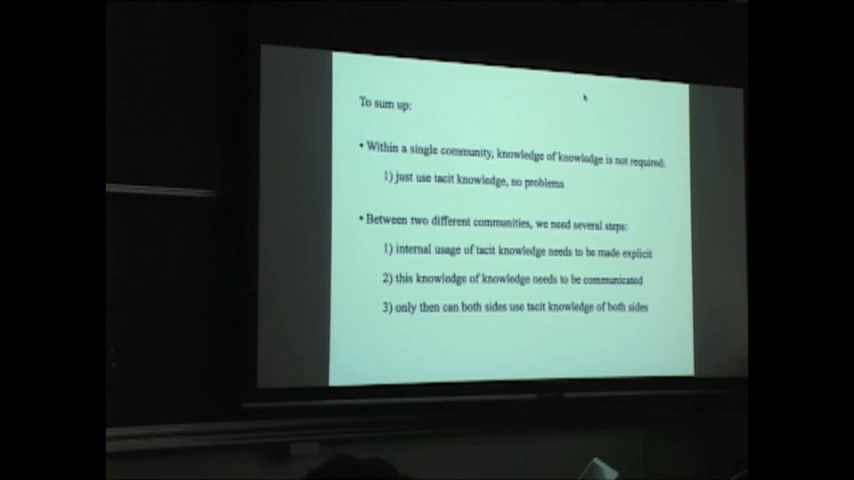 To sum up:
• Within a single community, knowledge of knowledge is not required:
1) just use tacit knowledge, no problems
• Between two different communities, we need several steps:
1) internal usage of tacit knowledge needs to be made explicit
2) this knowledge of knowledge needs to be communicated
3) only then can both sides use tacit knowledge of both sides